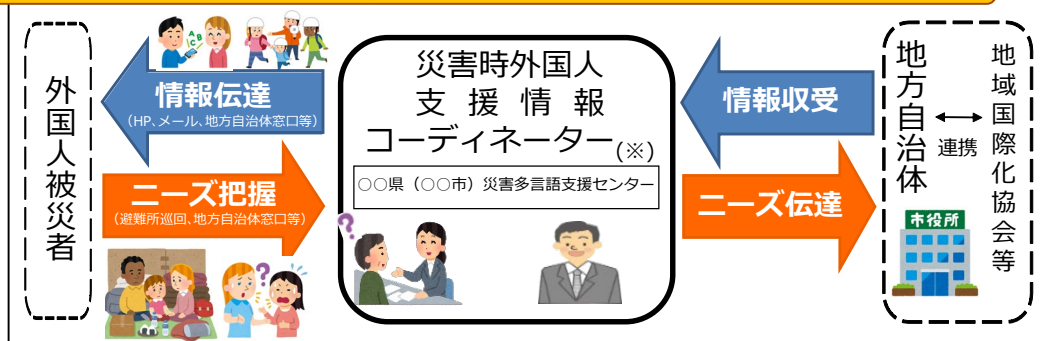 外国人被災者
情報伝達
（HP、メール、地方自治体窓口等）
ニーズ把握
（避難所巡回、地方自治体窓口等）
A
B
C
?
災害時外国人
支援情報
コーディネーター(※)
○○県（○○市）災害多言語支援センター
?
情報収受
ニーズ伝達
地方自治体
連携
地域国際化協会等
市役所